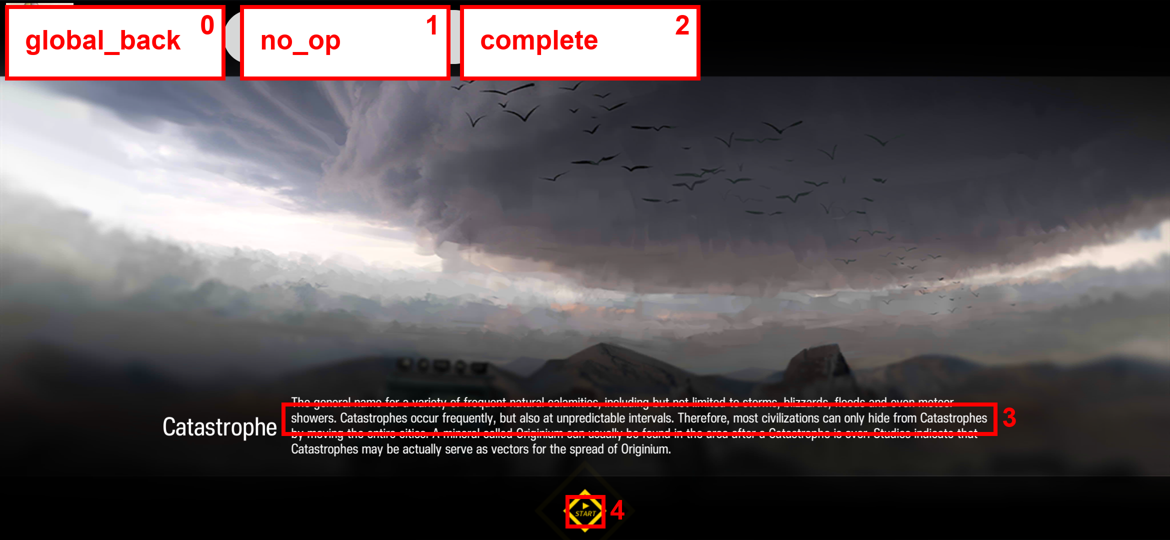 global_back 0
no_op 1
complete 2
The general name for a variety of frequent natural calamities, including but not limited to storms, blizzards, floods and even meteor
showers. Catastrophes occur frequently, but also at unpredictable intervals. Therefore, most civilizations can only hide from Catastrophes
3
Catastrophe
by moving the entire cities. A mineral called Originium can usually be found in the area after a Catastrophe is over. Studies indicate that
Catastrophes may be actually serve as vectors for the spread of Originium.
START
4